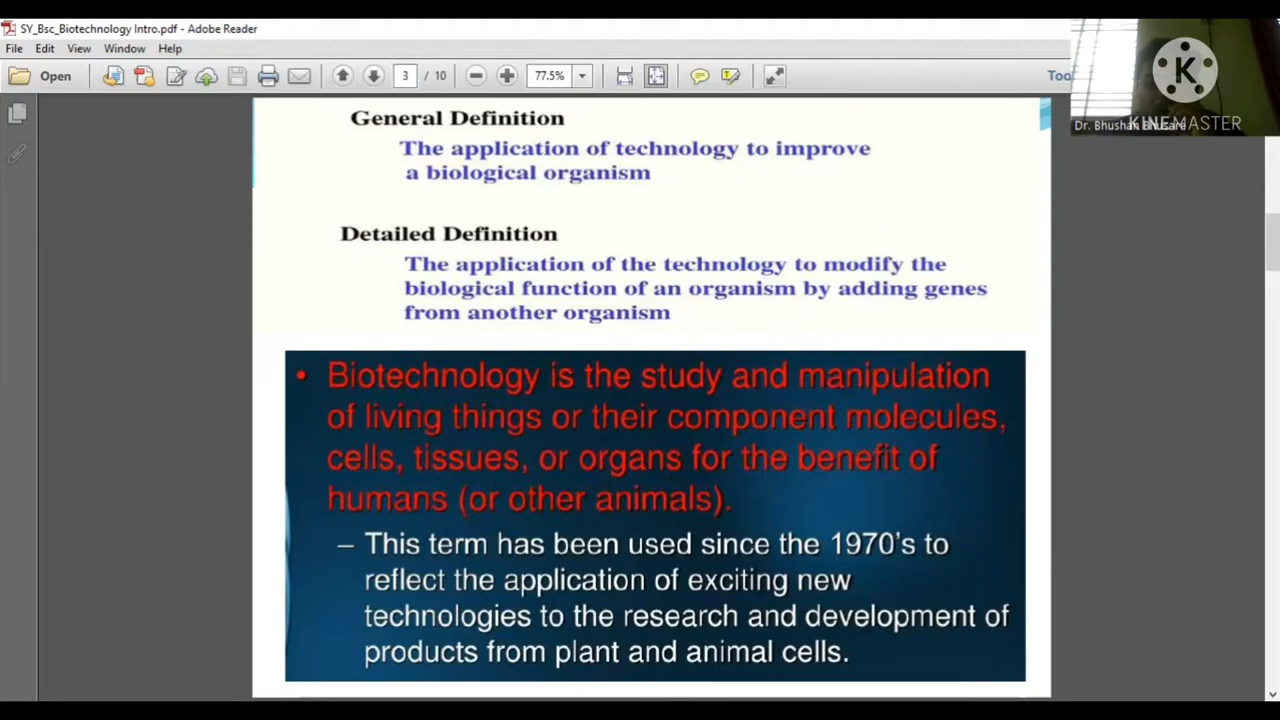 SY_Bsc_Biotechnology Intro.pdf - Adobe Reader
File Edit View Window Help
Open 3 / 10 77.5% Too
K
KINEMASTER
Dr. Bhushan Bhusare
General Definition
The application of technology to improve
a biological organism
Detailed Definition
The application of the technology to modify the
biological function of an organism by adding genes
from another organism
• Biotechnology is the study and manipulation
of living things or their component molecules,
cells, tissues, or organs for the benefit of
humans (or other animals).
– This term has been used since the 1970's to
reflect the application of exciting new
technologies to the research and development of
products from plant and animal cells.